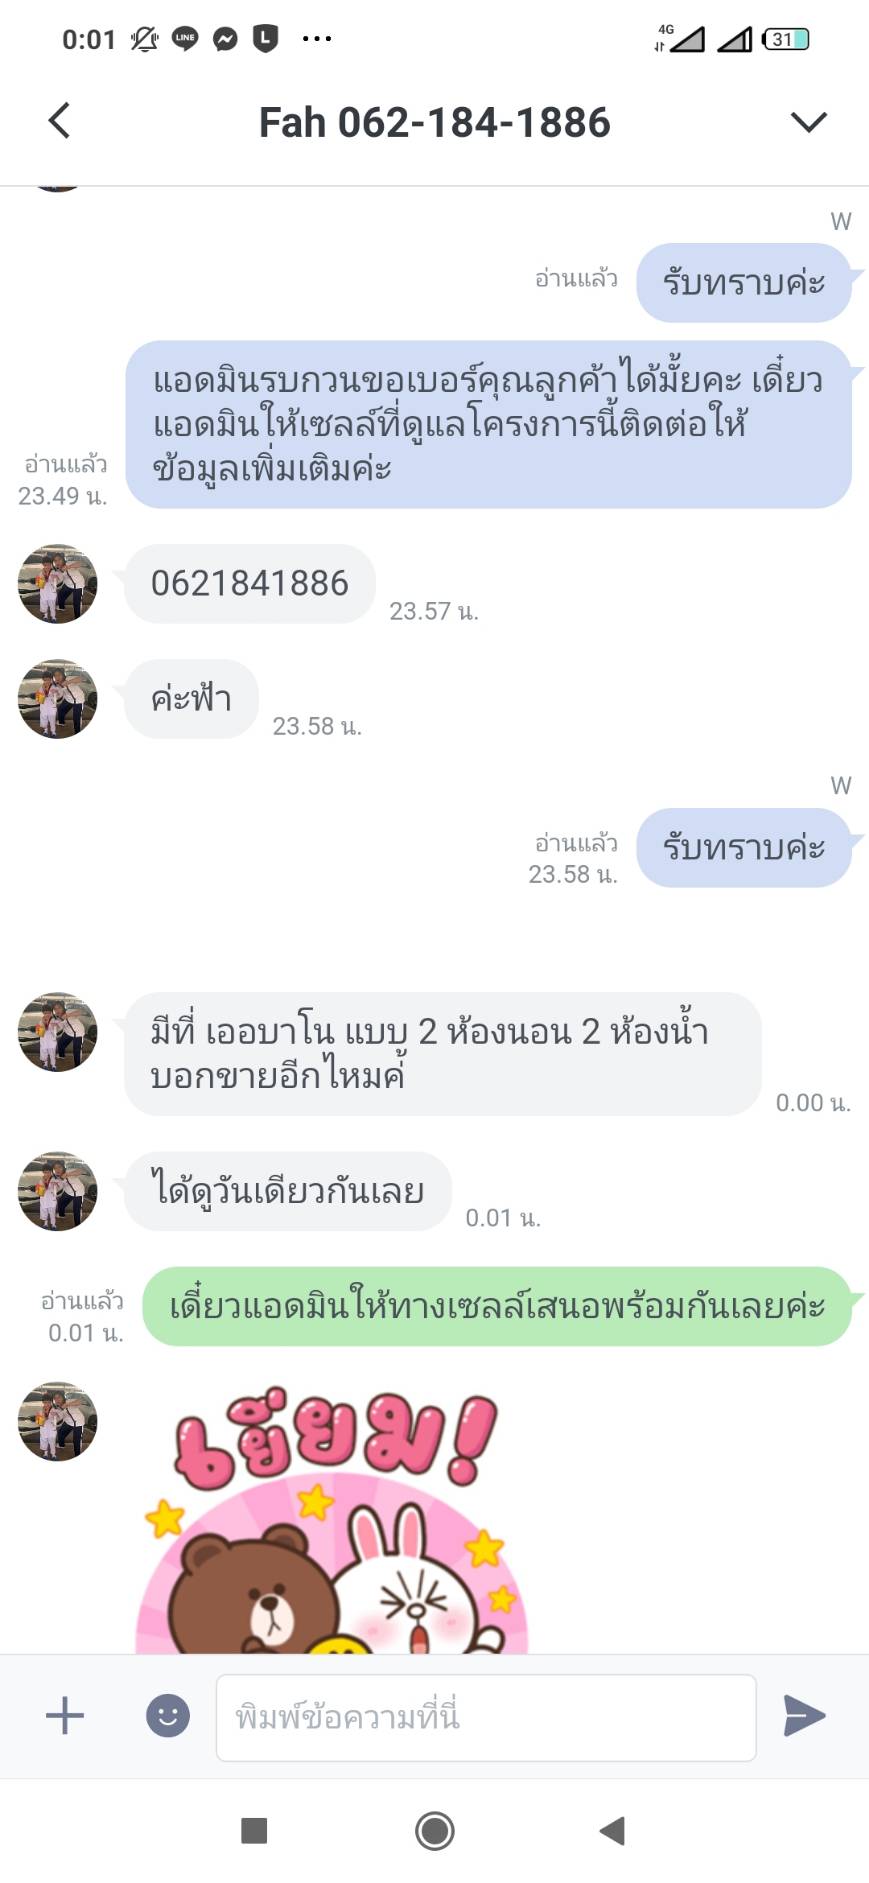 0:01 LINE L ... 4G 31
Fah 062-184-1886
W
อ่านแล้ว
รับทราบค่ะ
แอดมินรบกวนขอเบอร์คุณลูกค้าได้มั้ยคะ เดี๋ยว
แอดมินให้เซลล์ที่ดูแลโครงการนี้ติดต่อให้
ข้อมูลเพิ่มเติมค่ะ
อ่านแล้ว
23.49 น.
0621841886
23.57 น.
ค่ะฟ้า
23.58 น.
W
อ่านแล้ว
23.58 น.
รับทราบค่ะ
มีที่ เออบาโน แบบ 2 ห้องนอน 2 ห้องน้ำ
บอกขายอีกไหมค่้
0.00 น.
ได้ดูวันเดียวกันเลย
0.01 น.
อ่านแล้ว
0.01 น.
เดี๋ยวแอดมินให้ทางเซลล์เสนอพร้อมกันเลยค่ะ
เยี่ยม!
พิมพ์ข้อความที่นี่